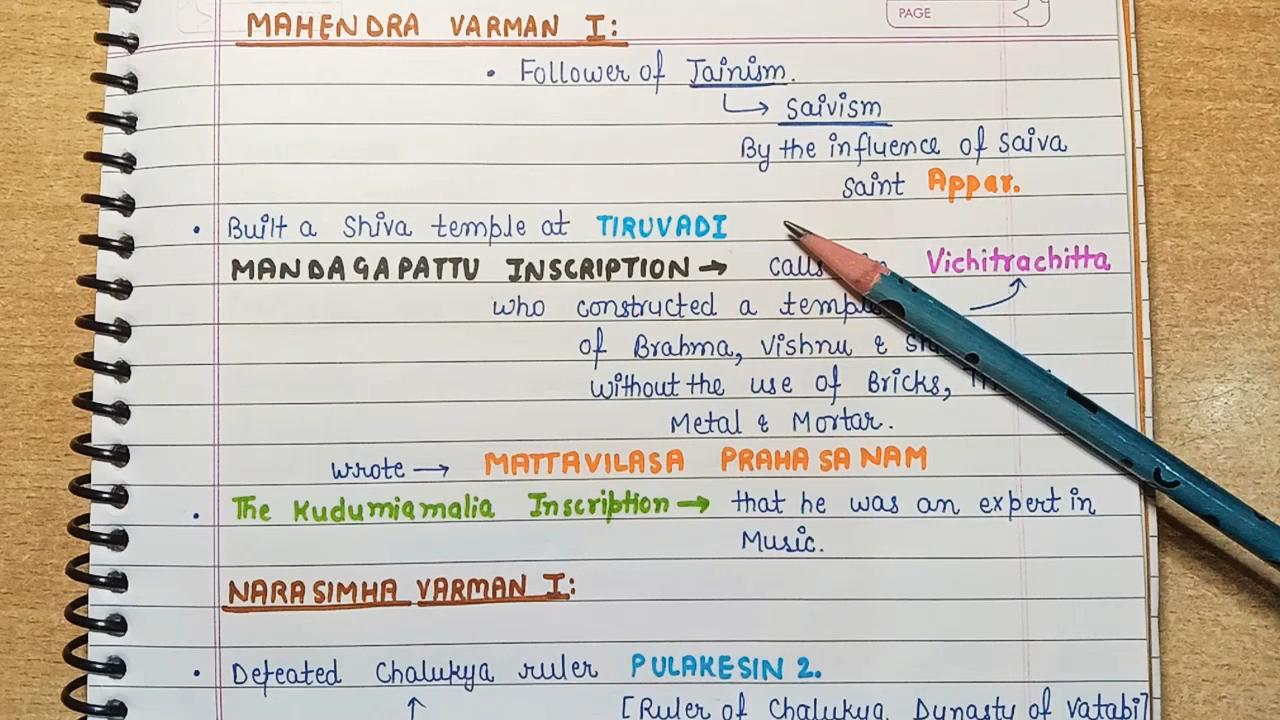 PAGE
MAHENDRA VARMAN I:
• Follower of Jainism.
↳ Saivism
By the influence of Saiva
saint Appar.
• Built a Shiva temple at TIRUVADI
MANDAGAPATTU INSCRIPTION → calls Vichitrachitta
who constructed a temple
of Brahma, Vishnu &
without the use of Bricks,
Metal & Mortar.
wrote → MATTAVILASA PRAHASANAM
• The Kudumiamalia Inscription → that he was an expert in
Music.
NARASIMHA VARMAN I:
• Defeated Chalukya ruler PULAKESIN 2.
↑ [Ruler of Chalukya Dynasty of Vatabi]